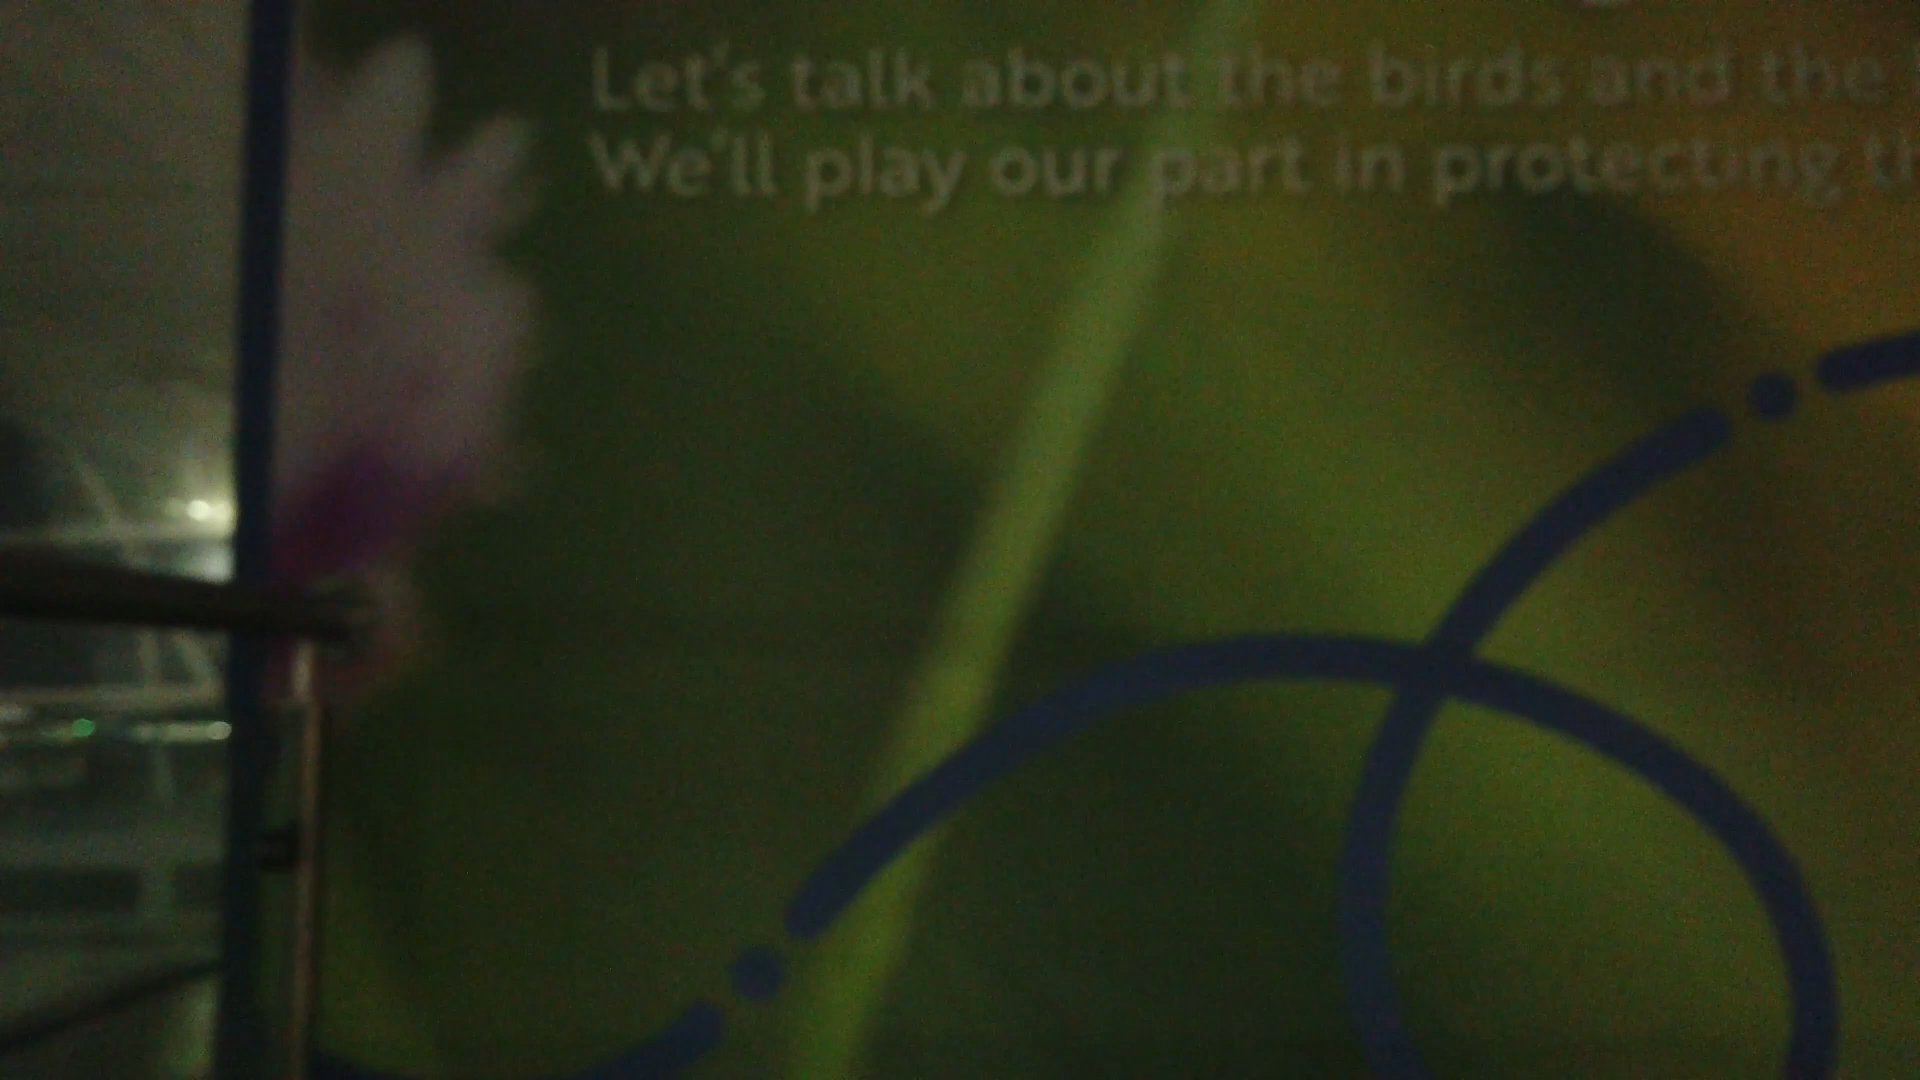 Let's talk about the birds and the
We'll play our part in protecting